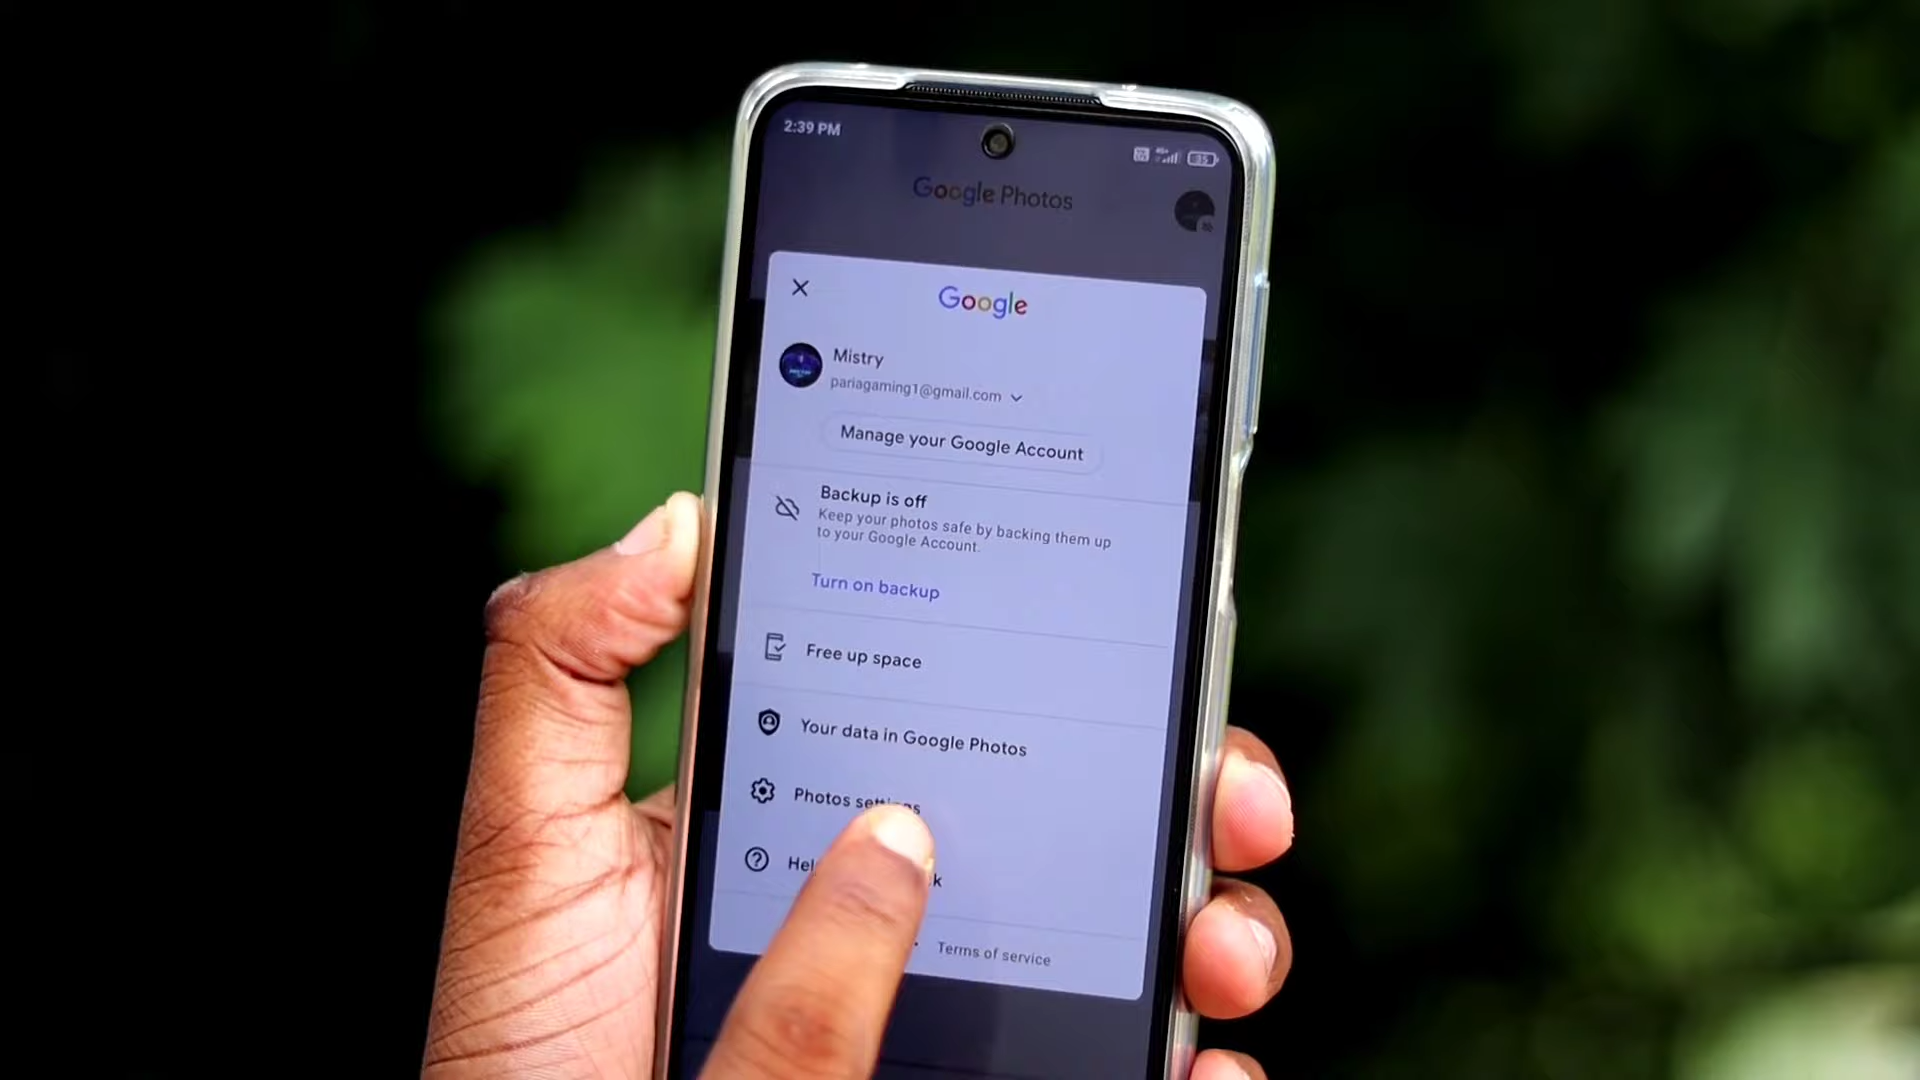 2:39 PM
35
Google Photos
Google
Mistry
pariagaming1@gmail.com
Manage your Google Account
Backup is off
Keep your photos safe by backing them up
to your Google Account.
Turn on backup
Free up space
Your data in Google Photos
Photos settings
Hel k
Terms of service